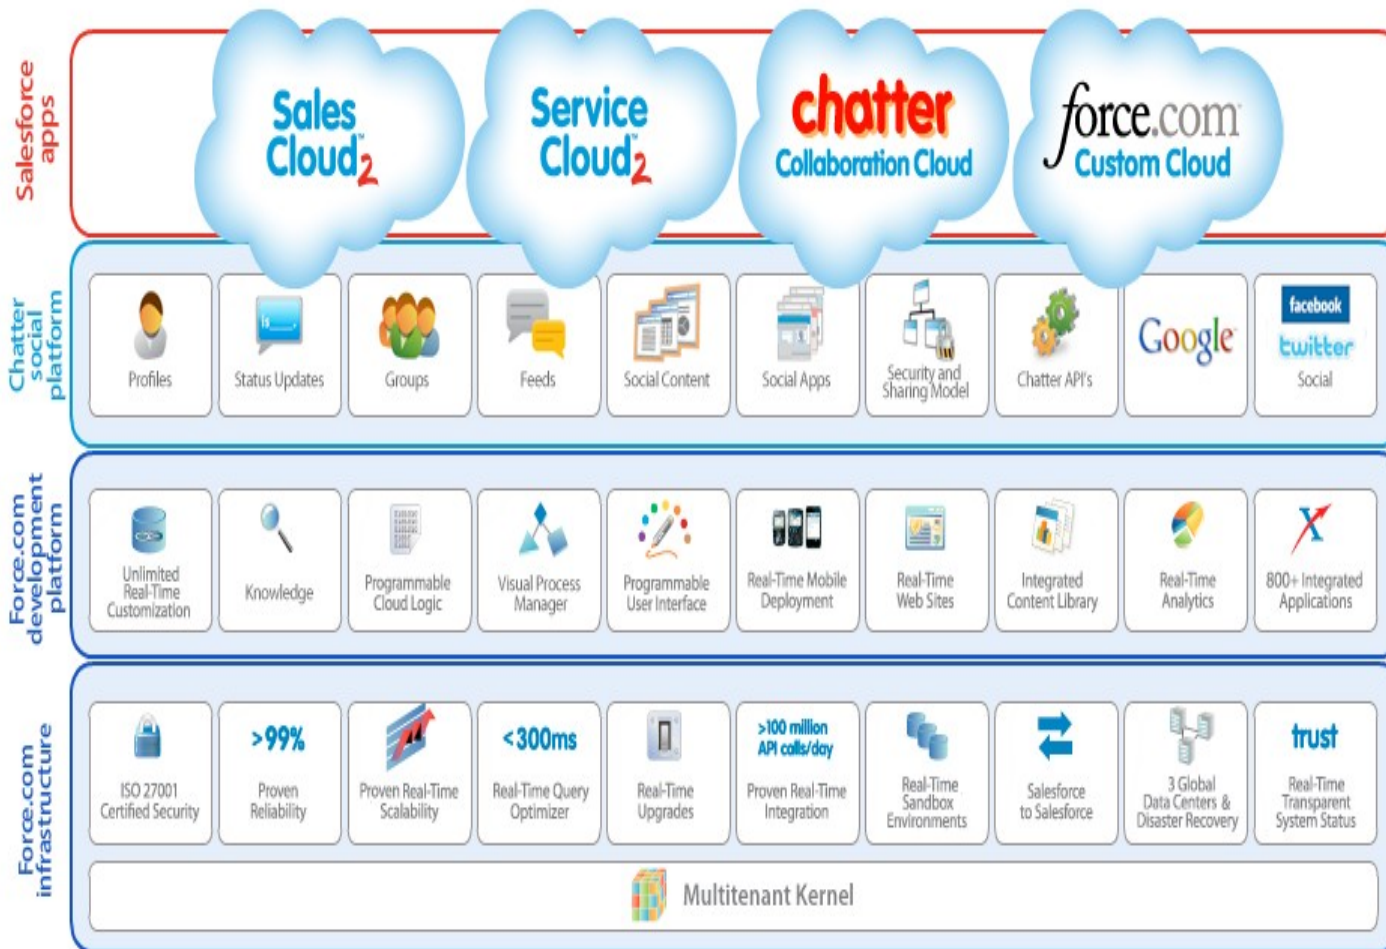 Salesforce
apps
Sales
Cloud™2
Service
Cloud™2
chatter
Collaboration Cloud
force.com
Custom Cloud
Chatter
social
platform
Profiles
is
Status Updates
Groups
Feeds
Social Content
Social Apps
Security and
Sharing Model
Chatter API's
Google
facebook
twitter
Social
Force.com
development
platform
Unlimited
Real-Time
Customization
Knowledge
Programmable
Cloud Logic
Visual Process
Manager
Programmable
User Interface
Real-Time Mobile
Deployment
Real-Time
Web Sites
Integrated
Content Library
Real-Time
Analytics
X
800+ Integrated
Applications
Force.com
infrastructure
ISO 27001
Certified Security
>99%
Proven
Reliability
Proven Real-Time
Scalability
<300ms
Real-Time Query
Optimizer
Real-Time
Upgrades
>100 million
API calls/day
Proven Real-Time
Integration
Real-Time
Sandbox
Environments
Salesforce
to Salesforce
3 Global
Data Centers &
Disaster Recovery
trust
Real-Time
Transparent
System Status
Multitenant Kernel